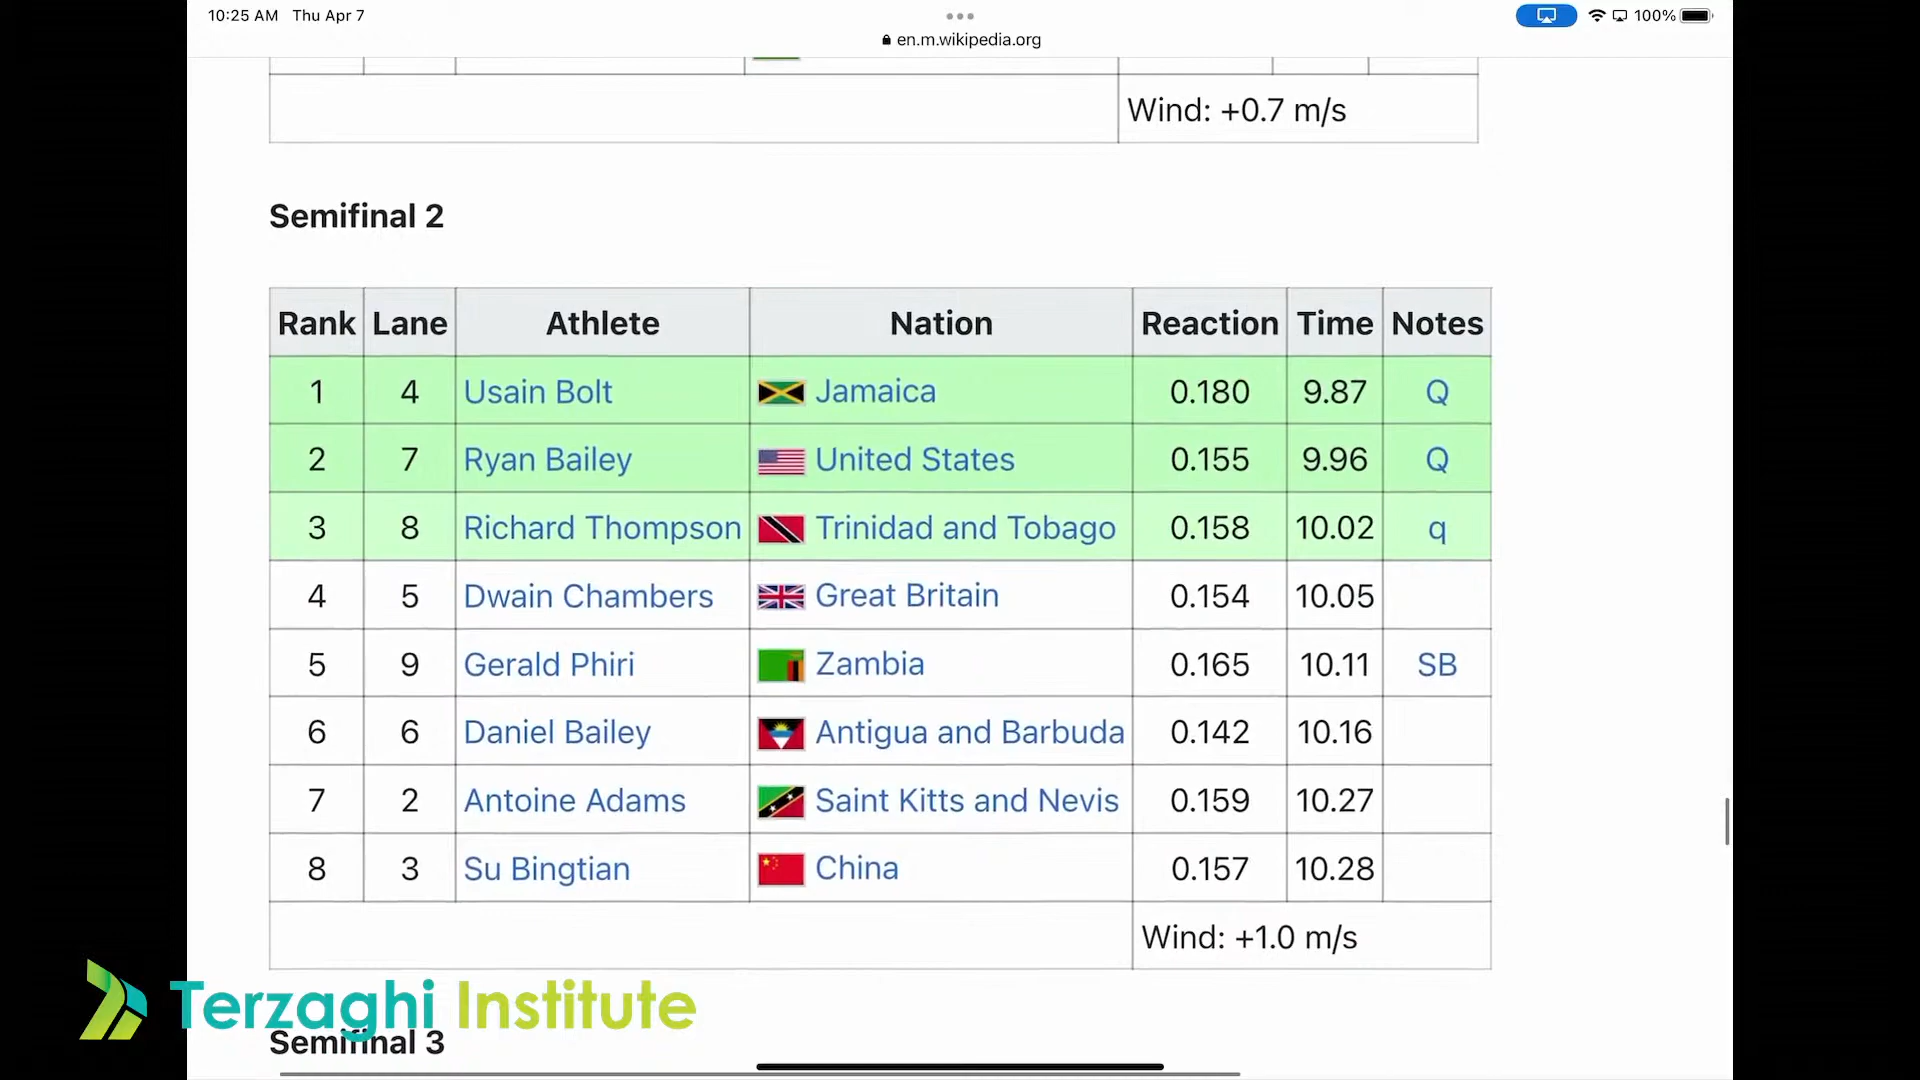 10:25 AM Thu Apr 7
100%
en.m.wikipedia.org
Wind: +0.7 m/s
Semifinal 2
Rank Lane Athlete Nation Reaction Time Notes
1 4 Usain Bolt Jamaica 0.180 9.87 Q
2 7 Ryan Bailey United States 0.155 9.96 Q
3 8 Richard Thompson Trinidad and Tobago 0.158 10.02 q
4 5 Dwain Chambers Great Britain 0.154 10.05
5 9 Gerald Phiri Zambia 0.165 10.11 SB
6 6 Daniel Bailey Antigua and Barbuda 0.142 10.16
7 2 Antoine Adams Saint Kitts and Nevis 0.159 10.27
8 3 Su Bingtian China 0.157 10.28
Wind: +1.0 m/s
Terzaghi Institute
Semifinal 3